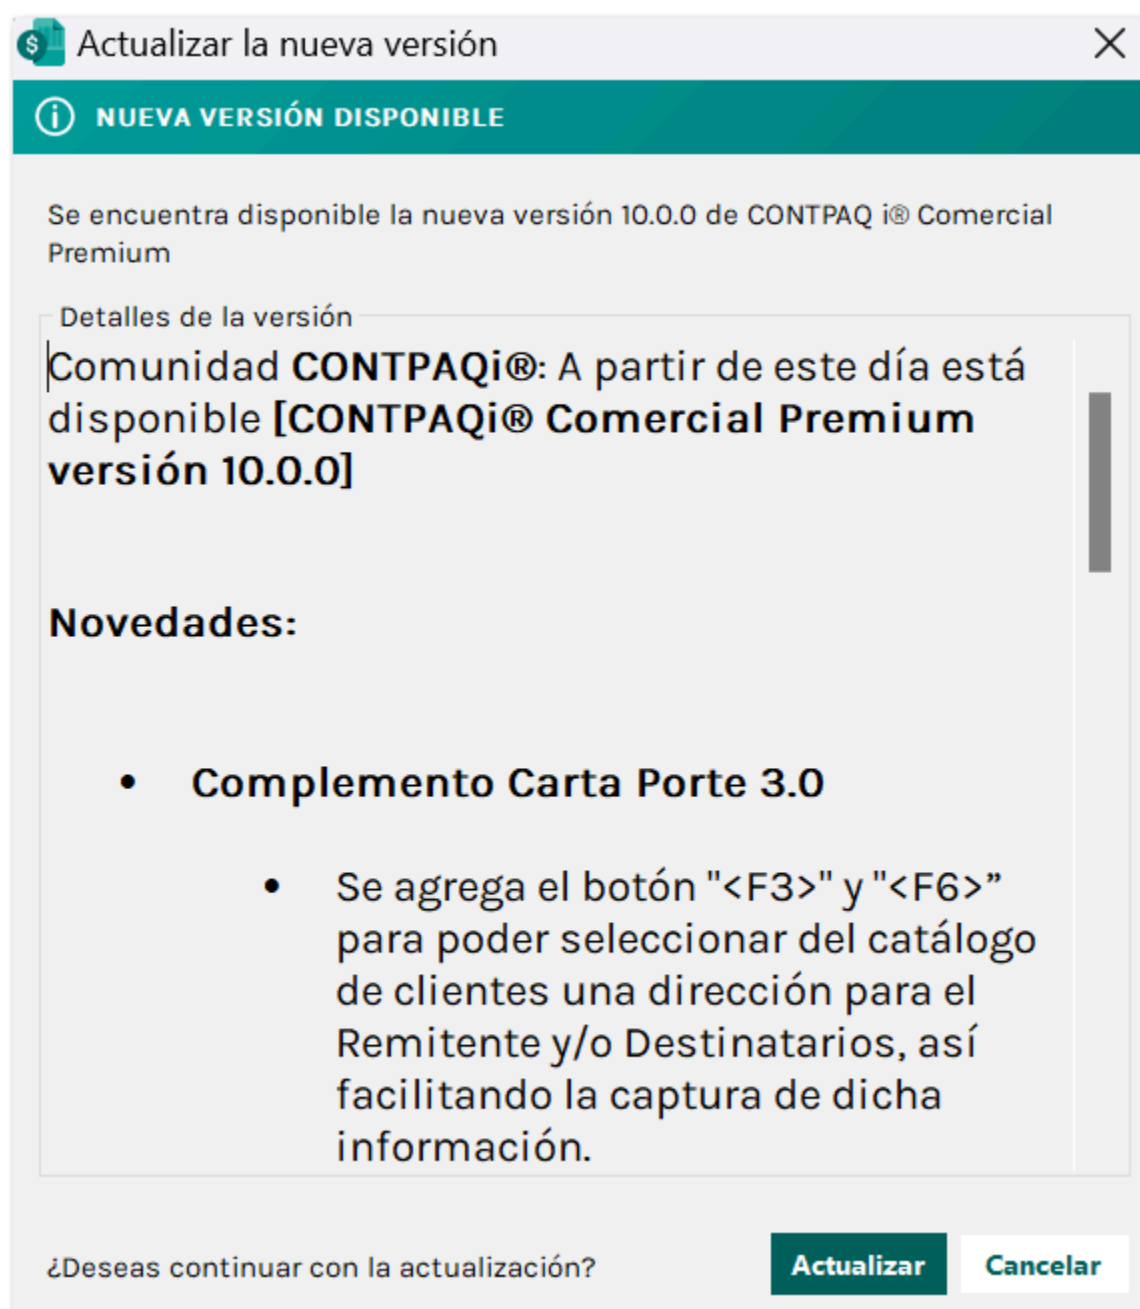 Actualizar la nueva versión
NUEVA VERSIÓN DISPONIBLE
Se encuentra disponible la nueva versión 10.0.0 de CONTPAQ i® Comercial
Premium
Detalles de la versión
Comunidad CONTPAQi®: A partir de este día está
disponible [CONTPAQi® Comercial Premium
versión 10.0.0]
Novedades:
• Complemento Carta Porte 3.0
• Se agrega el botón "<F3>" y "<F6>”
para poder seleccionar del catálogo
de clientes una dirección para el
Remitente y/o Destinatarios, así
facilitando la captura de dicha
información.
¿Deseas continuar con la actualización?
Actualizar
Cancelar